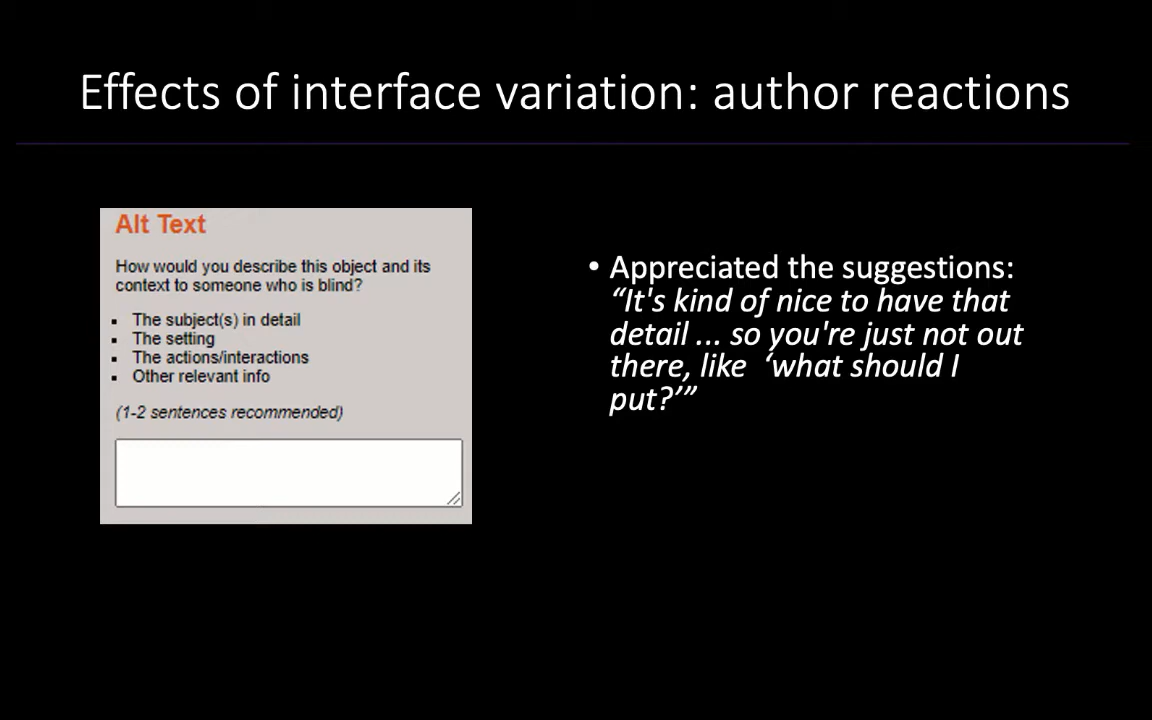 Effects of interface variation: author reactions
Alt Text
How would you describe this object and its
context to someone who is blind?
▪ The subject(s) in detail
▪ The setting
▪ The actions/interactions
▪ Other relevant info
(1-2 sentences recommended)
• Appreciated the suggestions:
“It's kind of nice to have that
detail ... so you're just not out
there, like ‘what should I
put?’”